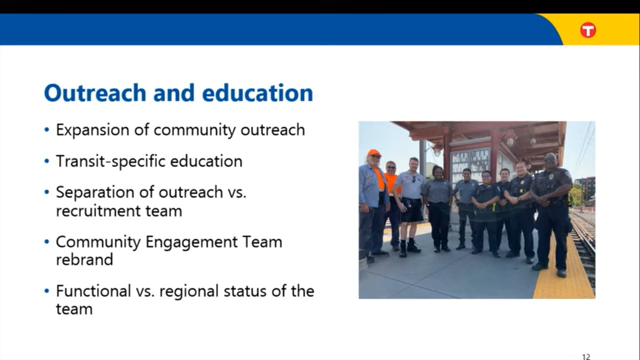 T
Outreach and education
• Expansion of community outreach
• Transit-specific education
• Separation of outreach vs.
recruitment team
• Community Engagement Team
rebrand
• Functional vs. regional status of the
team
12